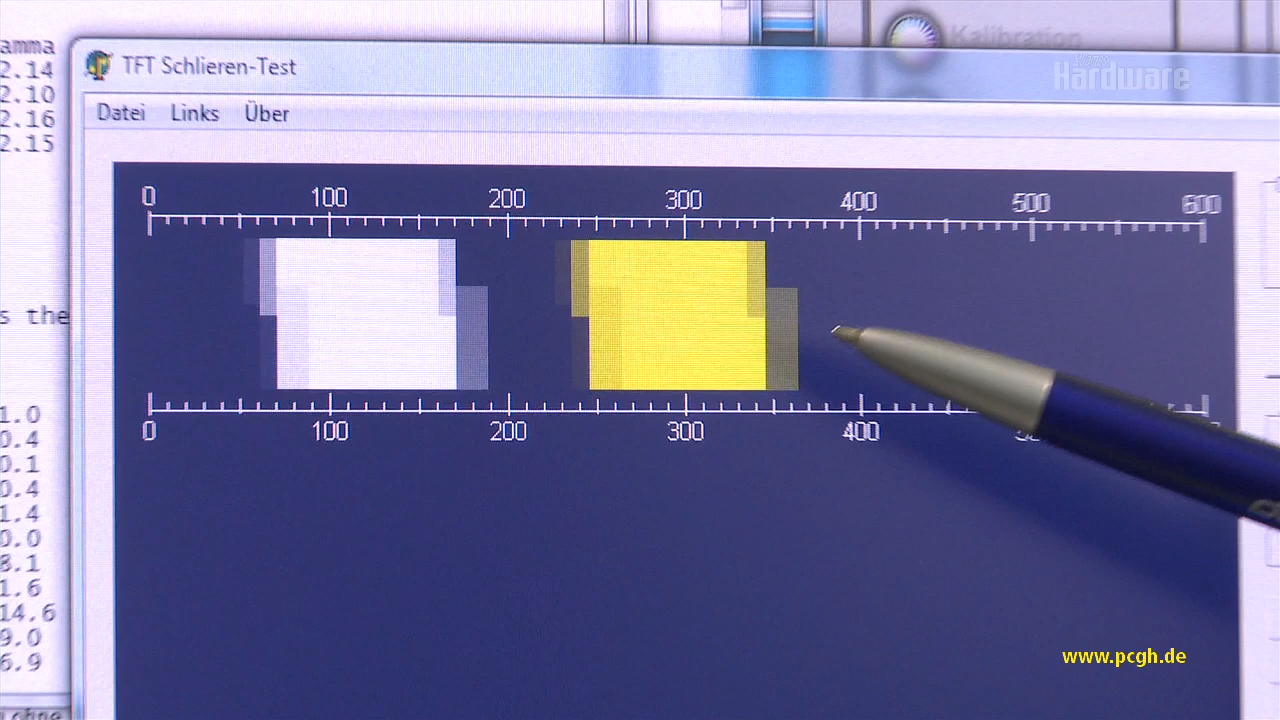 Kalibration
amma
TFT Schlieren-Test
Hardware
2.14
2.10
Datei Links Über
2.16
2.15
0 100 200 300 400 500 600
s the
1.0
0 100 200 300 400
0.4
0.1
0.4
1.4
0.0
8.1
1.6
14.6
9.0
www.pcgh.de
6.9
ohne